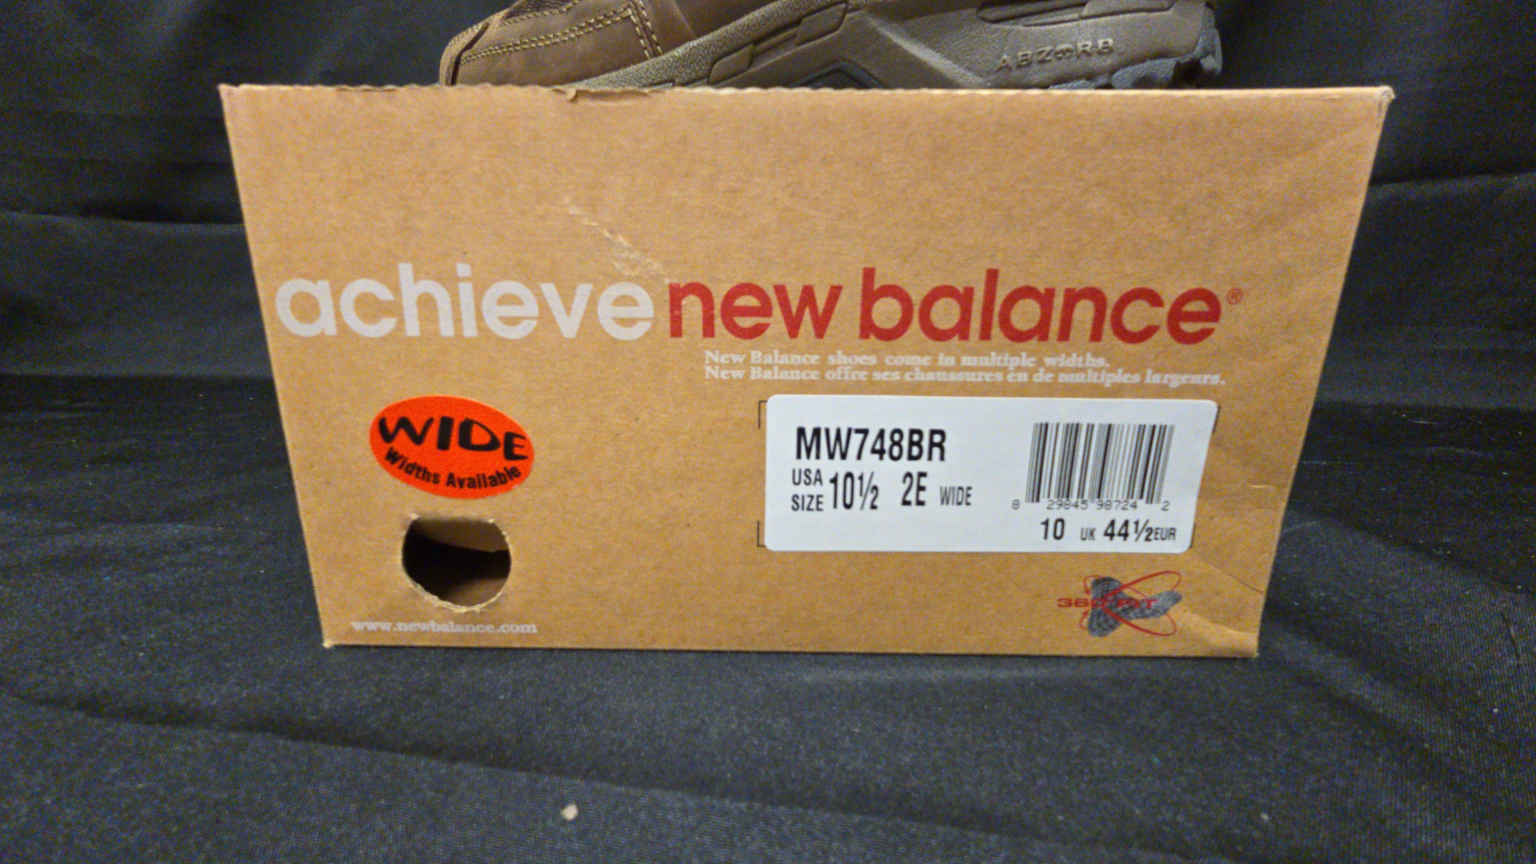 ABZORB
achieve new balance®
New Balance shoes come in multiple widths.
New Balance offre ses chaussures en de multiples largeurs.
WIDE
Widths Available
MW748BR
USA SIZE 10½ 2E WIDE
8 29845 98724 2
10 UK 44½ EUR
www.newbalance.com